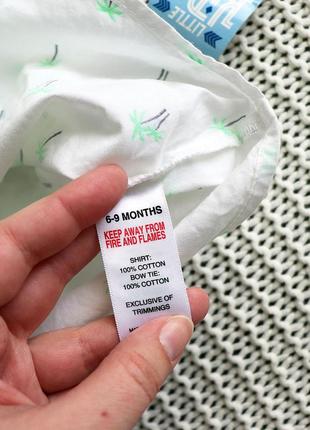 LITTLE
6-9 MONTHS
KEEP AWAY FROM
FIRE AND FLAMES
SHIRT:
100% COTTON
BOW TIE:
100% COTTON
EXCLUSIVE OF
TRIMMINGS